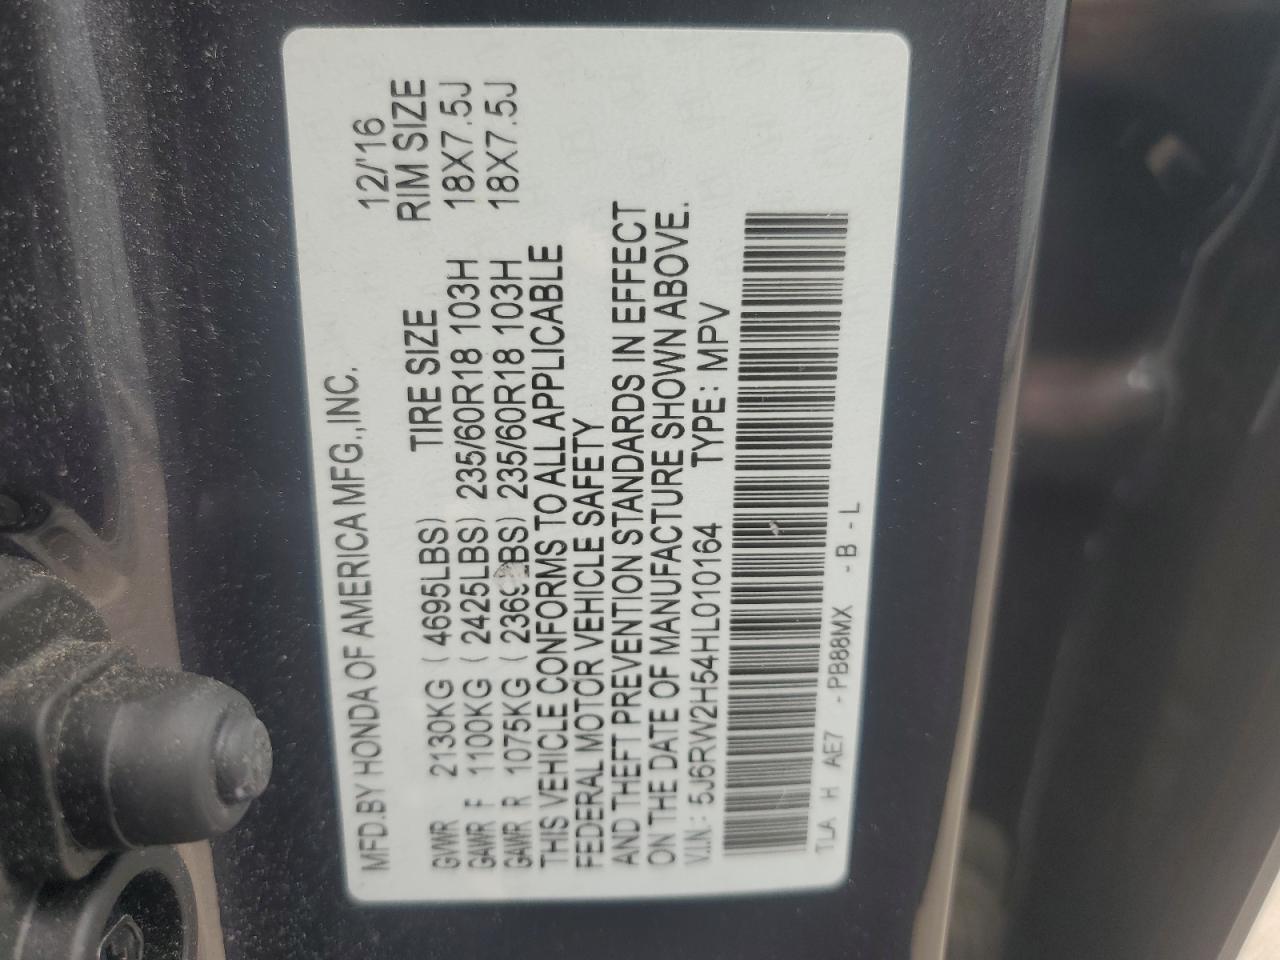 MFD.BY HONDA OF AMERICA MFG.,INC. 12/'16
TIRE SIZE RIM SIZE
GVWR 2130KG ( 4695LBS)
GAWR F 1100KG ( 2425LBS) 235/60R18 103H 18X7.5J
GAWR R 1075KG ( 2369LBS) 235/60R18 103H 18X7.5J
THIS VEHICLE CONFORMS TO ALL APPLICABLE
FEDERAL MOTOR VEHICLE SAFETY
AND THEFT PREVENTION STANDARDS IN EFFECT
ON THE DATE OF MANUFACTURE SHOWN ABOVE.
V.I.N.: 5J6RW2H54HL010164 TYPE: MPV
TLA H AE7 -PB88MX -B-L